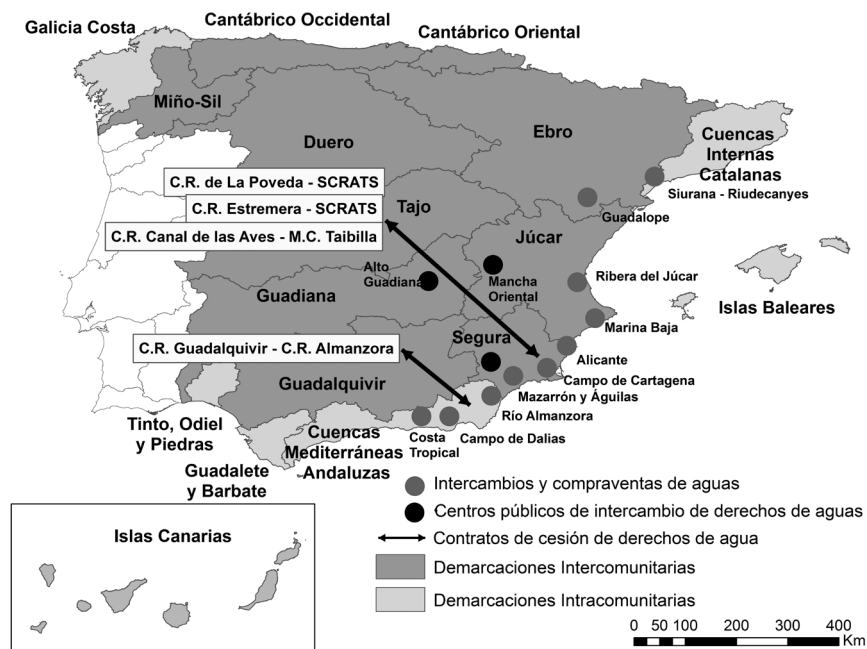 Cantábrico Occidental
Galicia Costa
Cantábrico Oriental
Miño-Sil
Duero
Ebro
Cuencas
Internas
Catalanas
C.R. de La Poveda - SCRATS
Siurana - Riudecanyes
C.R. Estremera - SCRATS
Tajo
Guadalope
C.R. Canal de las Aves - M.C. Taibilla
Júcar
Alto
Guadiana
Mancha
Oriental
Ribera del Júcar
Guadiana
Islas Baleares
Marina Baja
Segura
C.R. Guadalquivir - C.R. Almanzora
Alicante
Guadalquivir
Campo de Cartagena
Mazarrón y Águilas
Río Almanzora
Tinto, Odiel
y Piedras
Cuencas
Mediterráneas
Andaluzas
Costa
Tropical
Campo de Dalias
Guadalete
y Barbate
Intercambios y compraventas de aguas
Centros públicos de intercambio de derechos de aguas
Contratos de cesión de derechos de agua
Demarcaciones Intercomunitarias
Demarcaciones Intracomunitarias
Islas Canarias
0 50 100 200 300 400
Km